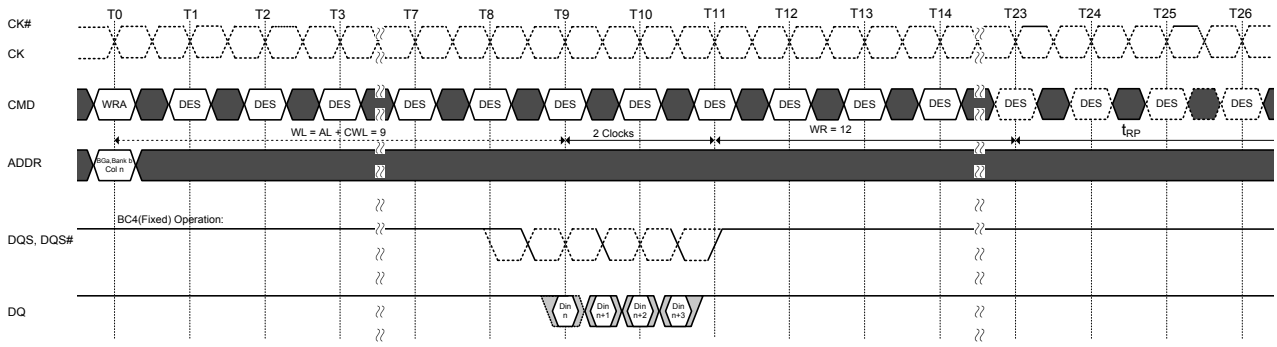 T0 T1 T2 T3 T7 T8 T9 T10 T11 T12 T13 T14 T23 T24 T25 T26
CK#
CK
CMD WRA DES DES DES DES DES DES DES DES DES DES DES DES DES DES DES
WL = AL + CWL = 9 2 Clocks WR = 12 tRP
ADDR BGa,Bank b
Col n
BC4(Fixed) Operation:
DQS, DQS#
DQ Din Din Din Din
n n+1 n+2 n+3